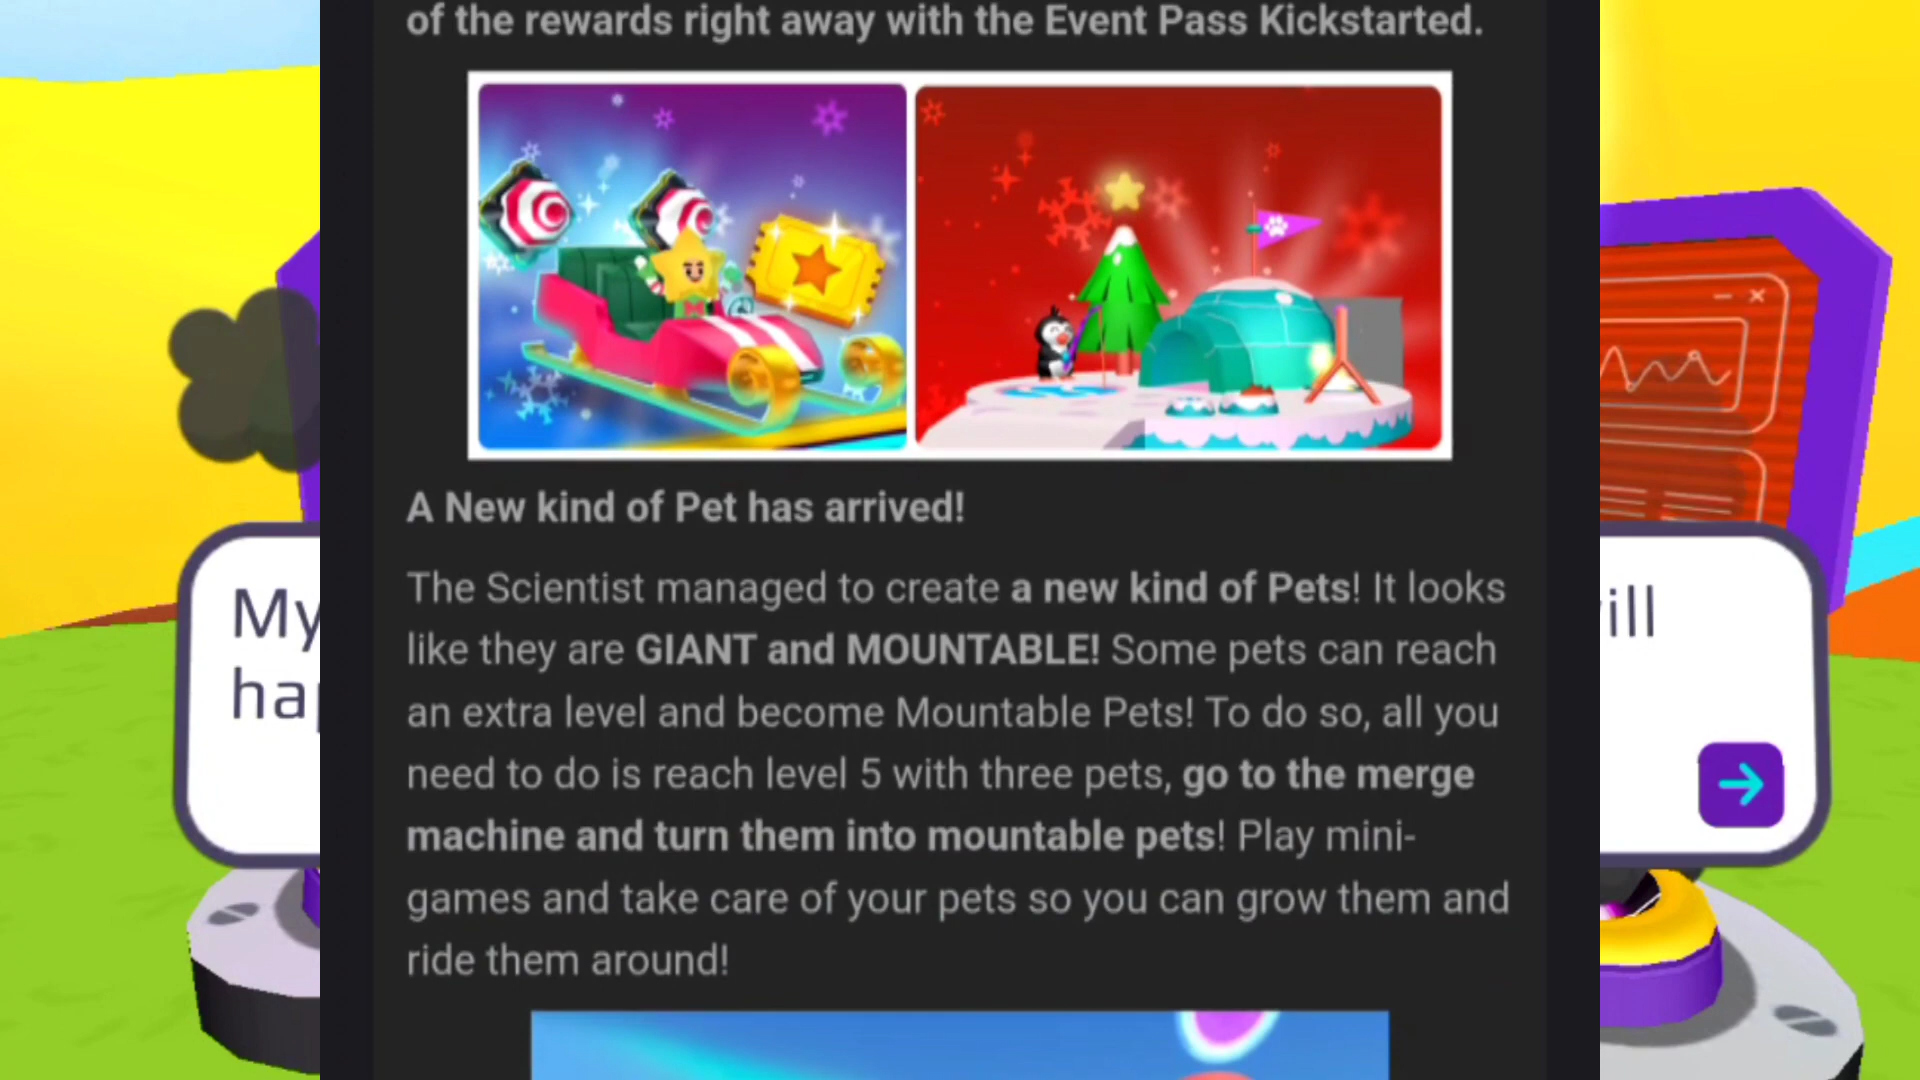 of the rewards right away with the Event Pass Kickstarted.
A New kind of Pet has arrived!
The Scientist managed to create a new kind of Pets! It looks
like they are GIANT and MOUNTABLE! Some pets can reach
an extra level and become Mountable Pets! To do so, all you
need to do is reach level 5 with three pets, go to the merge
machine and turn them into mountable pets! Play mini-
games and take care of your pets so you can grow them and
ride them around!
My